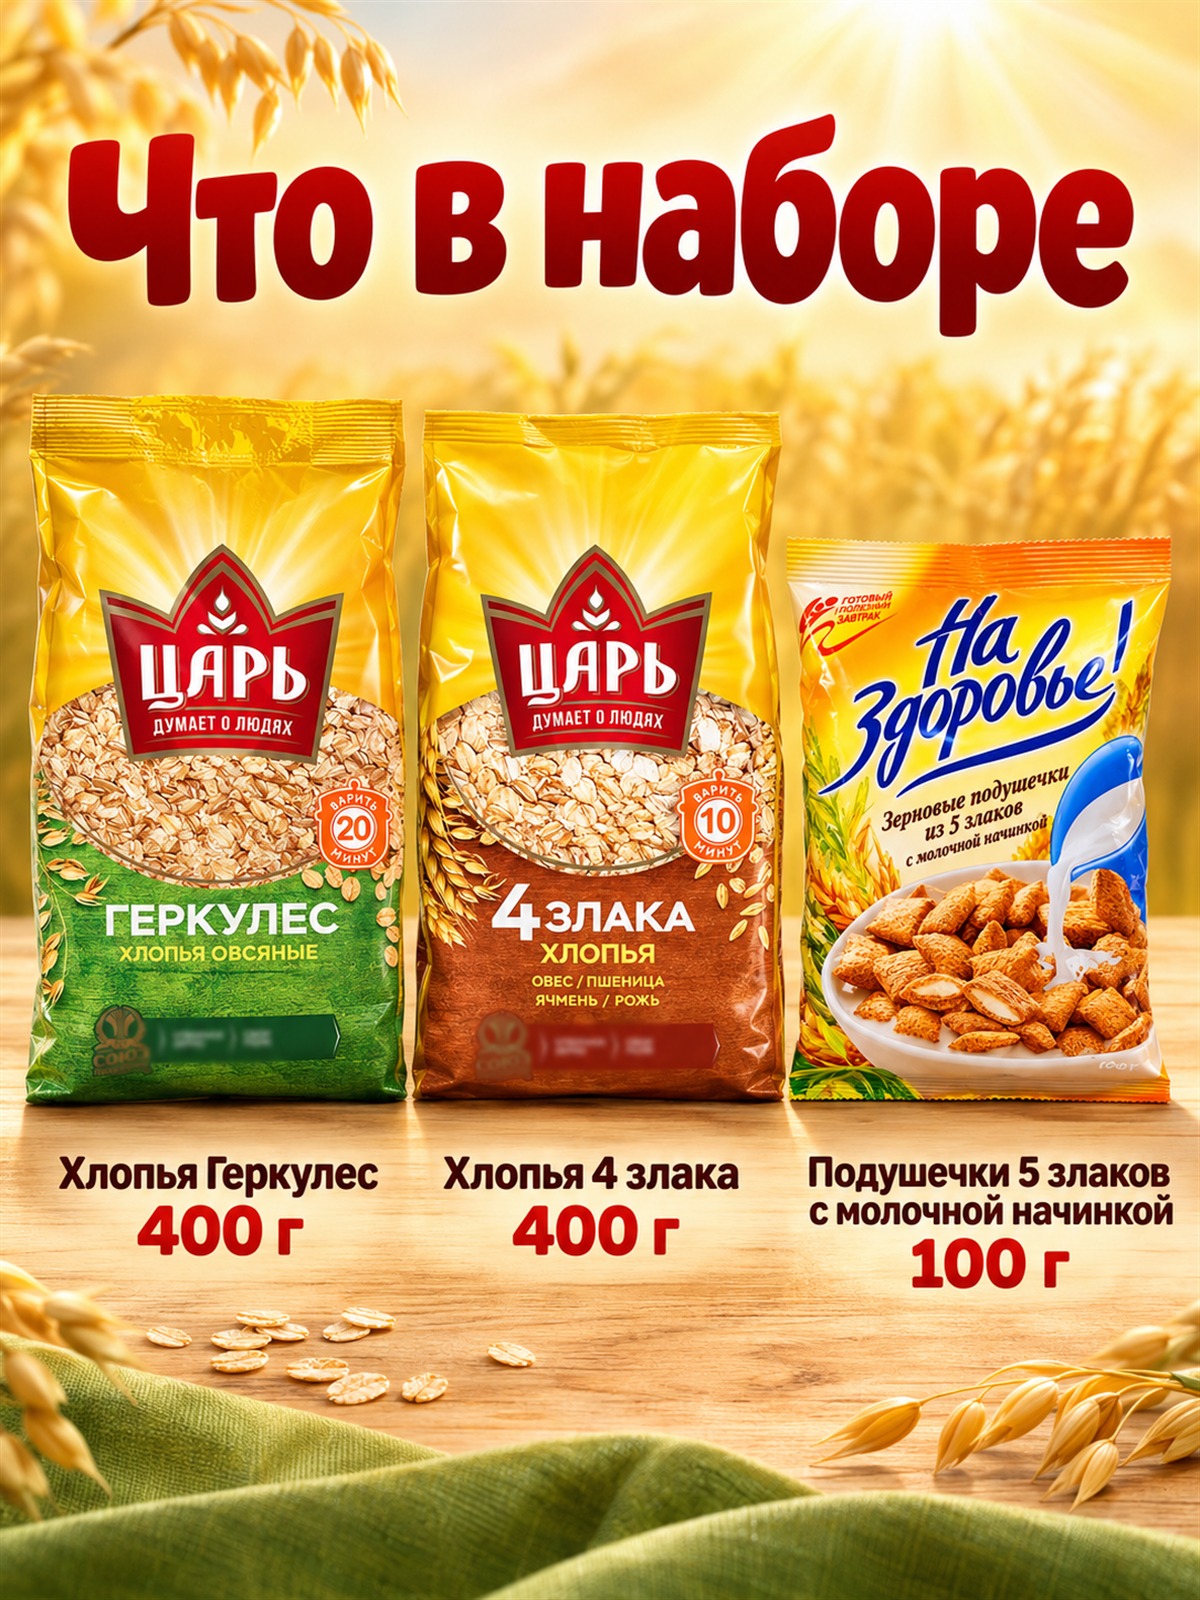 Что в наборе
ЦАРЬ
ДУМАЕТ О ЛЮДЯХ
ВАРИТЬ
20
МИНУТ
ГЕРКУЛЕС
ХЛОПЬЯ ОВСЯНЫЕ
ЦАРЬ
ДУМАЕТ О ЛЮДЯХ
ВАРИТЬ
10
МИНУТ
4 ЗЛАКА
ХЛОПЬЯ
ОВЕС / ПШЕНИЦА
ЯЧМЕНЬ / РОЖЬ
ГОТОВЫЙ
ПОЛЕЗНЫЙ
ЗАВТРАК
На
Здоровье!
Зерновые подушечки
из 5 злаков
с молочной начинкой
100 г
Хлопья Геркулес
400 г
Хлопья 4 злака
400 г
Подушечки 5 злаков
с молочной начинкой
100 г